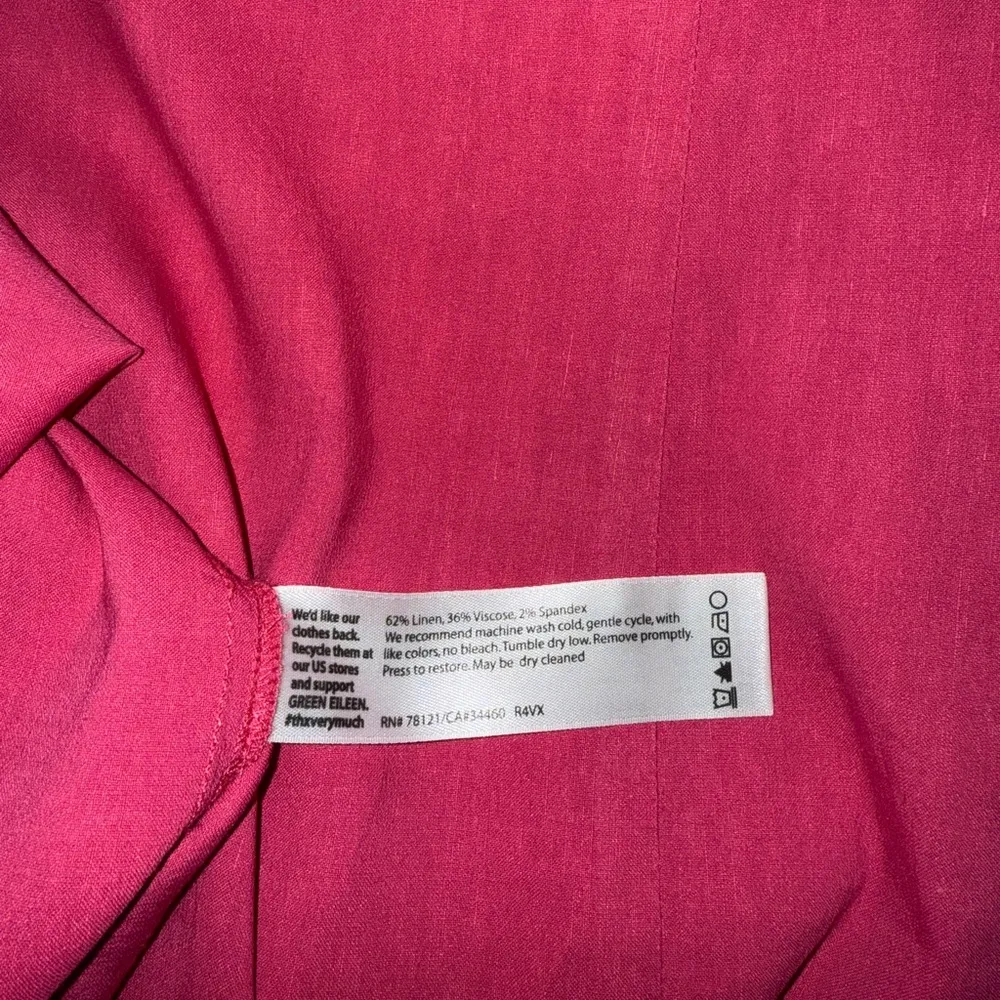 We'd like our
clothes back.
Recycle them at
our US stores
and support
GREEN EILEEN.
#thxverymuch
62% Linen, 36% Viscose, 2% Spandex
We recommend machine wash cold, gentle cycle, with
like colors, no bleach. Tumble dry low. Remove promptly.
Press to restore. May be dry cleaned
RN# 78121/CA#34460 R4VX